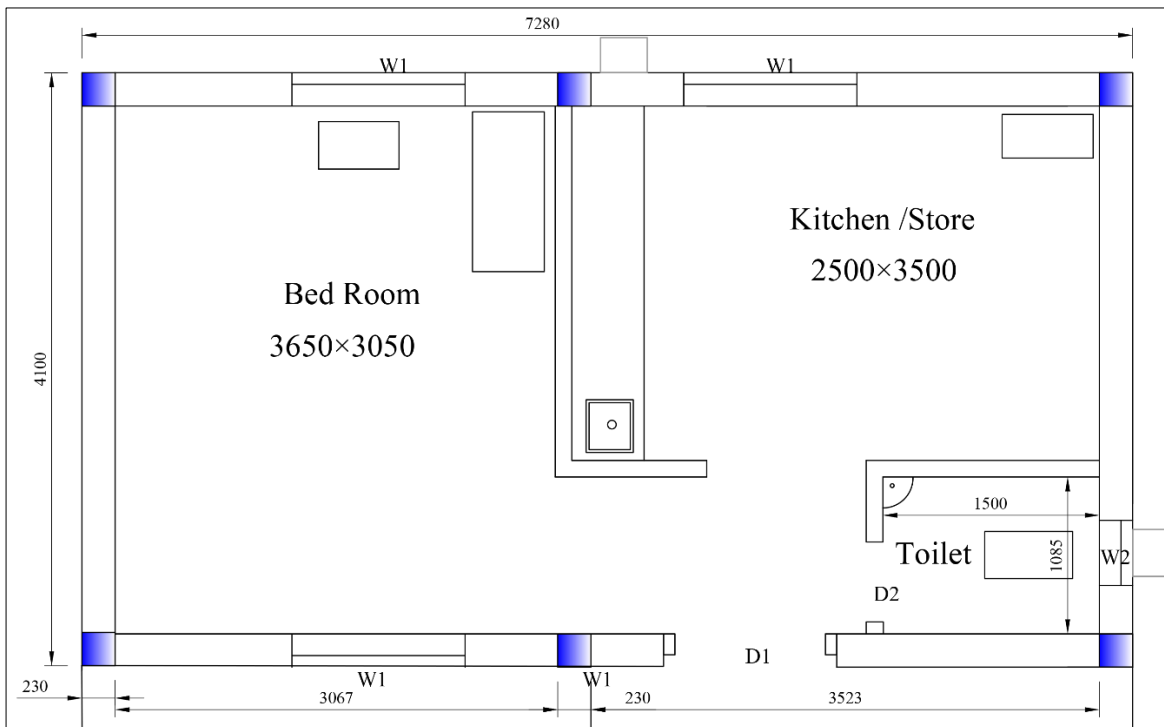 7280
W1
W1
Kitchen /Store
2500×3500
Bed Room
3650×3050
4100
1500
Toilet
1085
W2
D2
D1
W1
W1
230
3067
230
3523